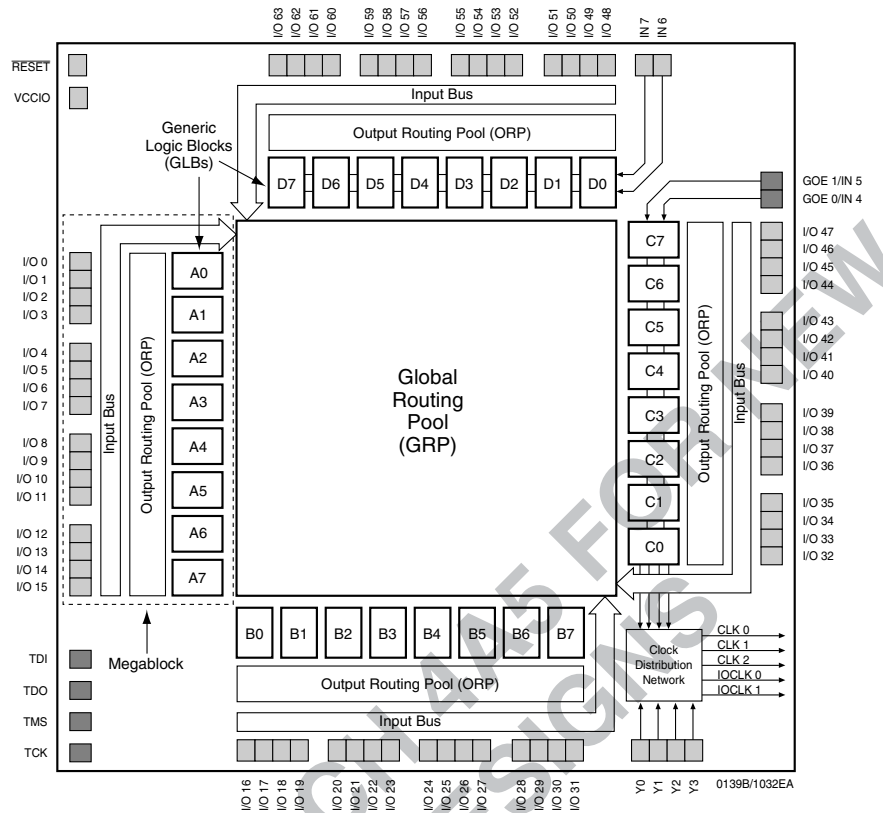 I/O 63
I/O 62
I/O 61
I/O 60
I/O 59
I/O 58
I/O 57
I/O 56
I/O 55
I/O 54
I/O 53
I/O 52
I/O 51
I/O 50
I/O 49
I/O 48
IN 7
IN 6
RESET
VCCIO
Input Bus
Output Routing Pool (ORP)
Generic
Logic Blocks
(GLBs)
D7
D6
D5
D4
D3
D2
D1
D0
GOE 1/IN 5
GOE 0/IN 4
I/O 0
I/O 1
I/O 2
I/O 3
I/O 4
I/O 5
I/O 6
I/O 7
I/O 8
I/O 9
I/O 10
I/O 11
I/O 12
I/O 13
I/O 14
I/O 15
Input Bus
Output Routing Pool (ORP)
A0
A1
A2
A3
A4
A5
A6
A7
Global
Routing
Pool
(GRP)
C7
C6
C5
C4
C3
C2
C1
C0
Output Routing Pool (ORP)
Input Bus
I/O 47
I/O 46
I/O 45
I/O 44
I/O 43
I/O 42
I/O 41
I/O 40
I/O 39
I/O 38
I/O 37
I/O 36
I/O 35
I/O 34
I/O 33
I/O 32
Megablock
B0
B1
B2
B3
B4
B5
B6
B7
Output Routing Pool (ORP)
Input Bus
Clock
Distribution
Network
CLK 0
CLK 1
CLK 2
IOCLK 0
IOCLK 1
TDI
TDO
TMS
TCK
I/O 16
I/O 17
I/O 18
I/O 19
I/O 20
I/O 21
I/O 22
I/O 23
I/O 24
I/O 25
I/O 26
I/O 27
I/O 28
I/O 29
I/O 30
I/O 31
Y0
Y1
Y2
Y3
0139B/1032EA
CH 4A5 FOR NEW
DESIGNS